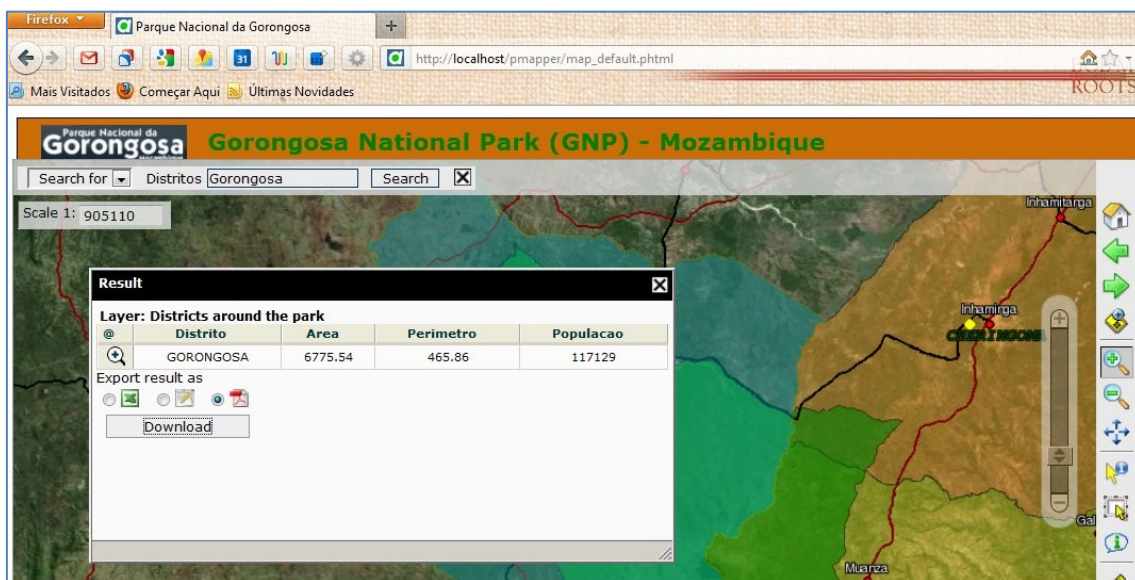 Firefox
Parque Nacional da Gorongosa
http://localhost/pmapper/map_default.phtml
Mais Visitados Começar Aqui Últimas Novidades
ROOTS
Parque Nacional da
Gorongosa
Gorongosa National Park (GNP) - Mozambique
Search for Distritos Gorongosa Search
Scale 1: 905110
Inhamitarga
Inhamirga
Result
Layer: Districts around the park
@ Distrito Area Perimetro Populacao
GORONGOSA 6775.54 465.86 117129
Export result as
Download
Muanza